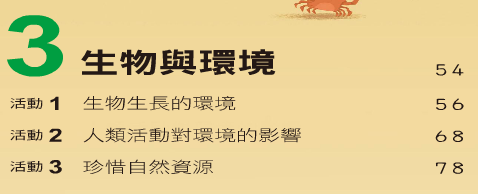 3 生物與環境 54
活動 1 生物生長的環境 56
活動 2 人類活動對環境的影響 68
活動 3 珍惜自然資源 78